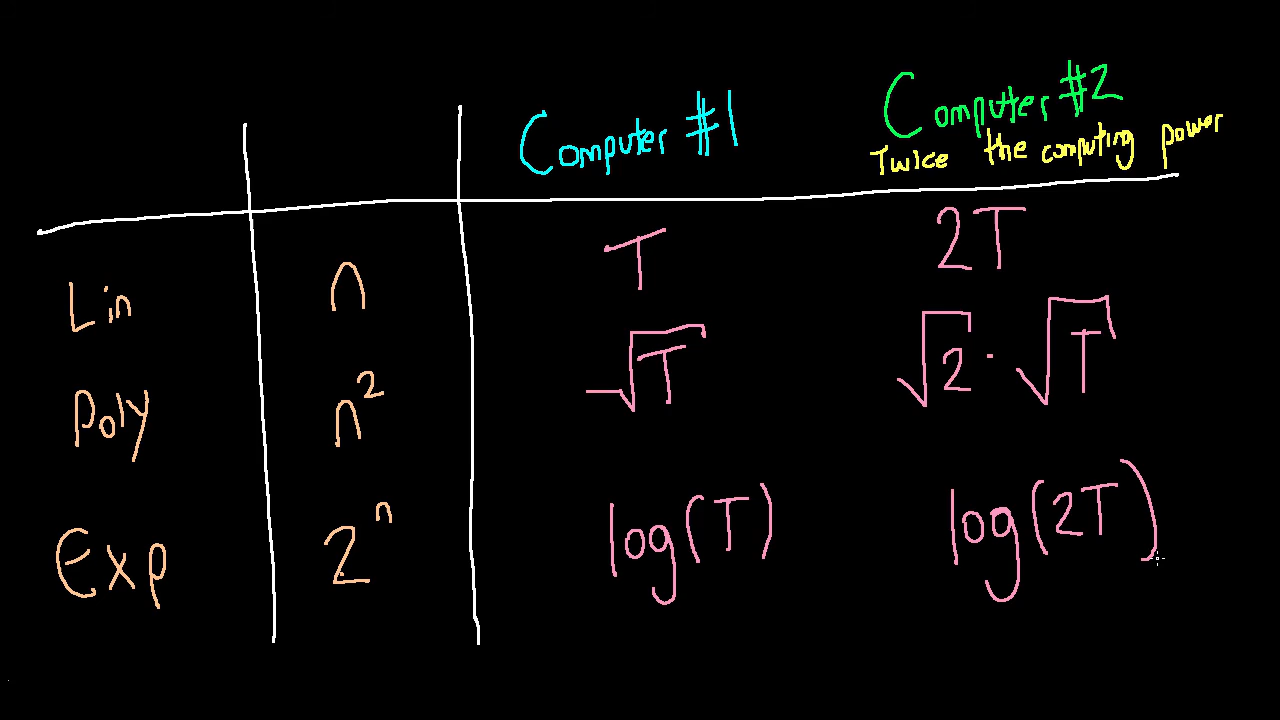 Computer #1 Computer #2
Twice the computing power
Lin n T 2T
Poly n² √T √2 · √T
Exp 2ⁿ log(T) log(2T)